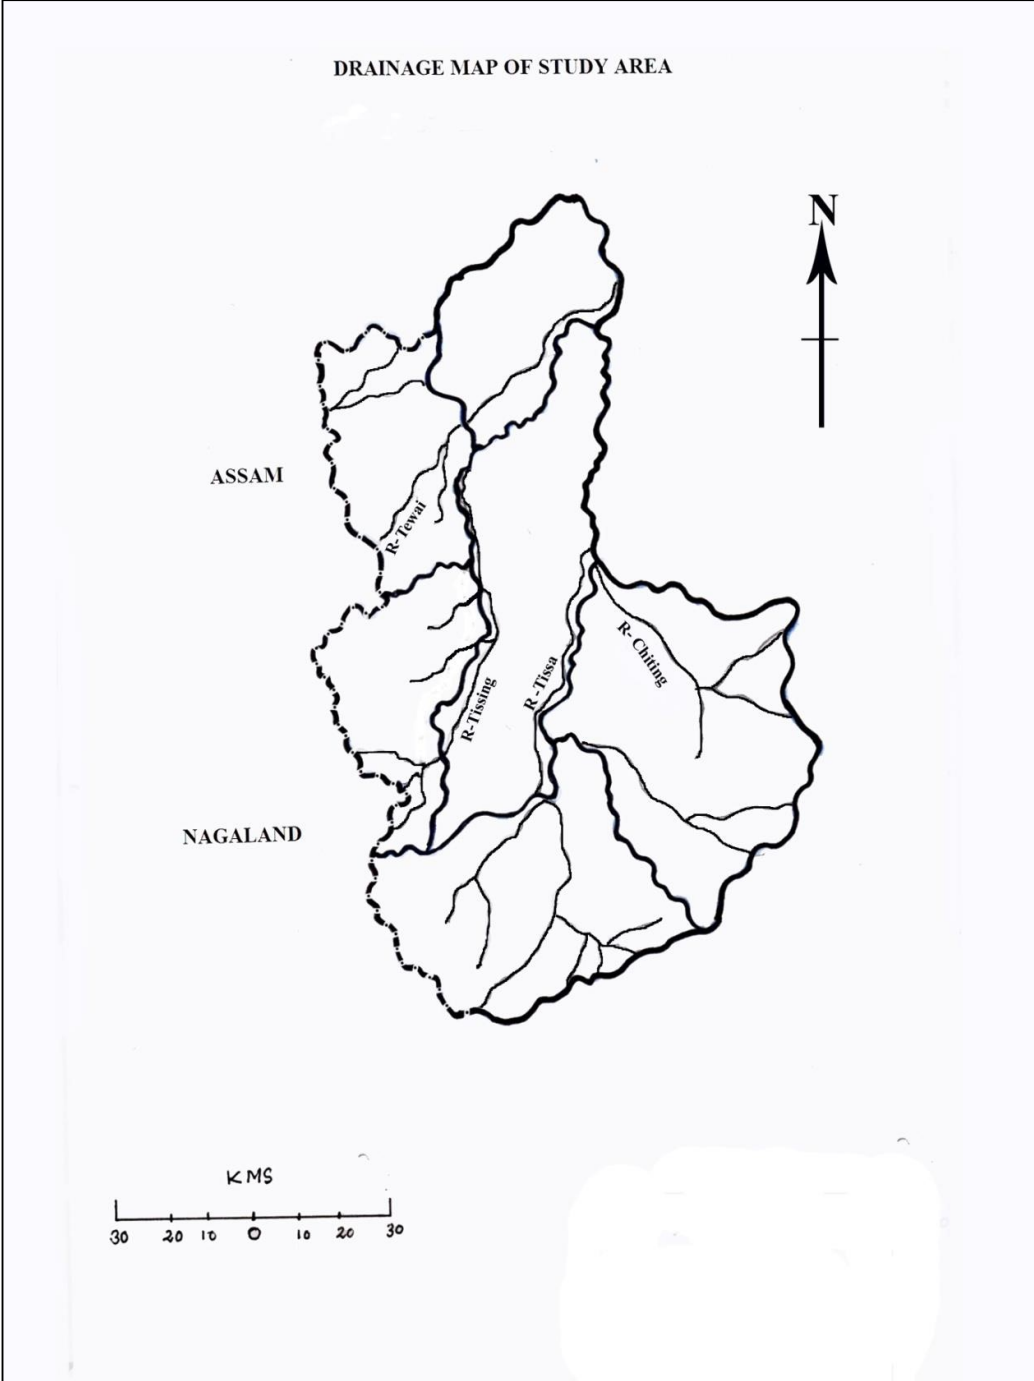 DRAINAGE MAP OF STUDY AREA
N
ASSAM
R- Tewai
R- Chiting
R -Tissa
R-Tissing
NAGALAND
KMS
30 20 10 0 10 20 30